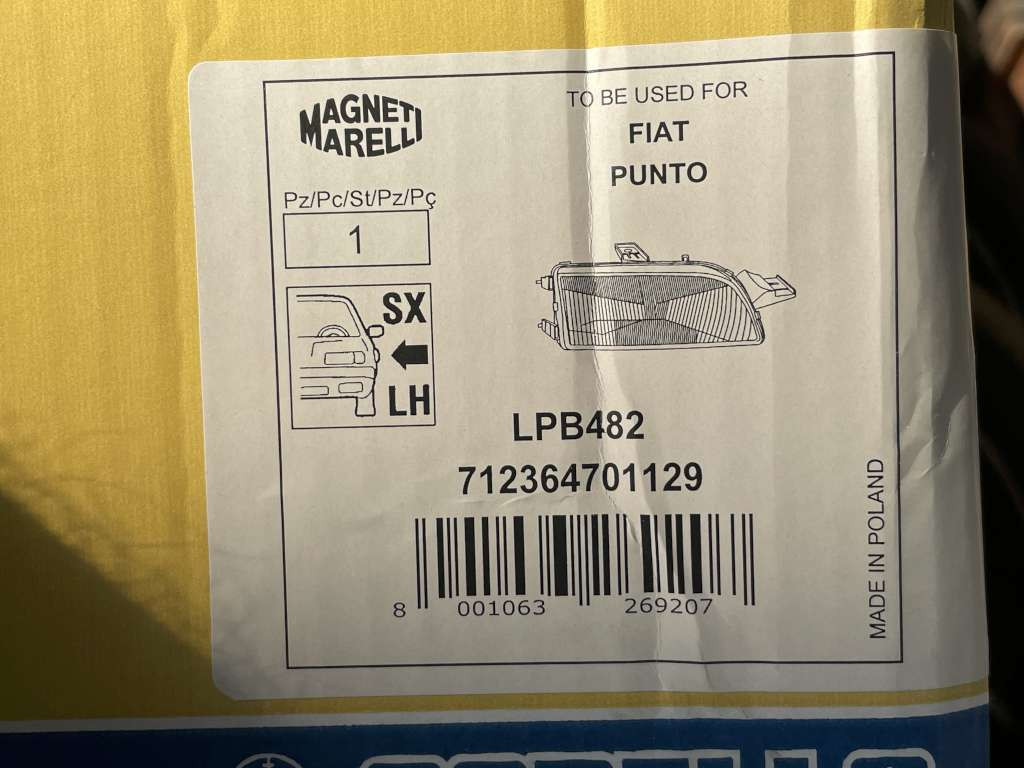 MAGNETI
MARELLI
TO BE USED FOR
FIAT
PUNTO
Pz/Pc/St/Pz/Pç
1
SX
LH
LPB482
712364701129
8 001063 269207
MADE IN POLAND